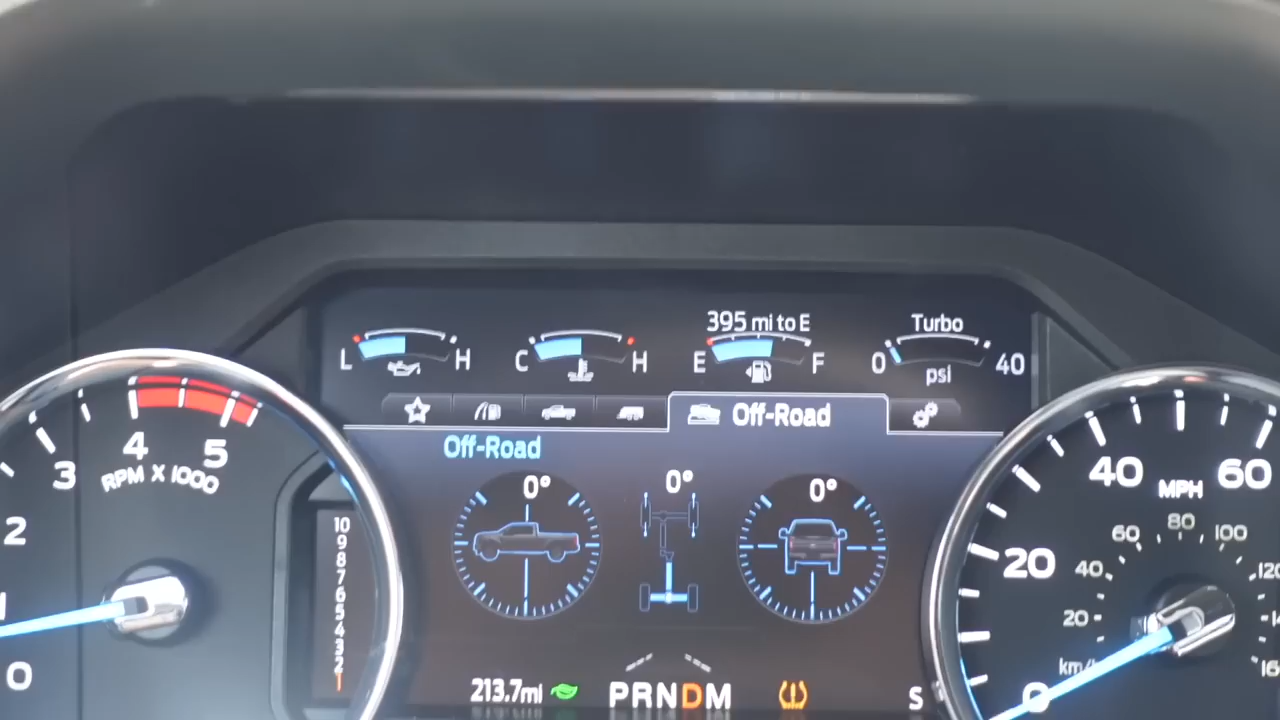 395 mi to E
Turbo
L H
C H
E F
0 40
psi
Off-Road
Off-Road
0°
0°
0°
0
1
2
3
4
5
RPM X 1000
10
9
8
7
6
5
4
3
2
1
0
20
40
60
MPH
20
40
60
80
100
120
km/
213.7mi
PRNDM
S